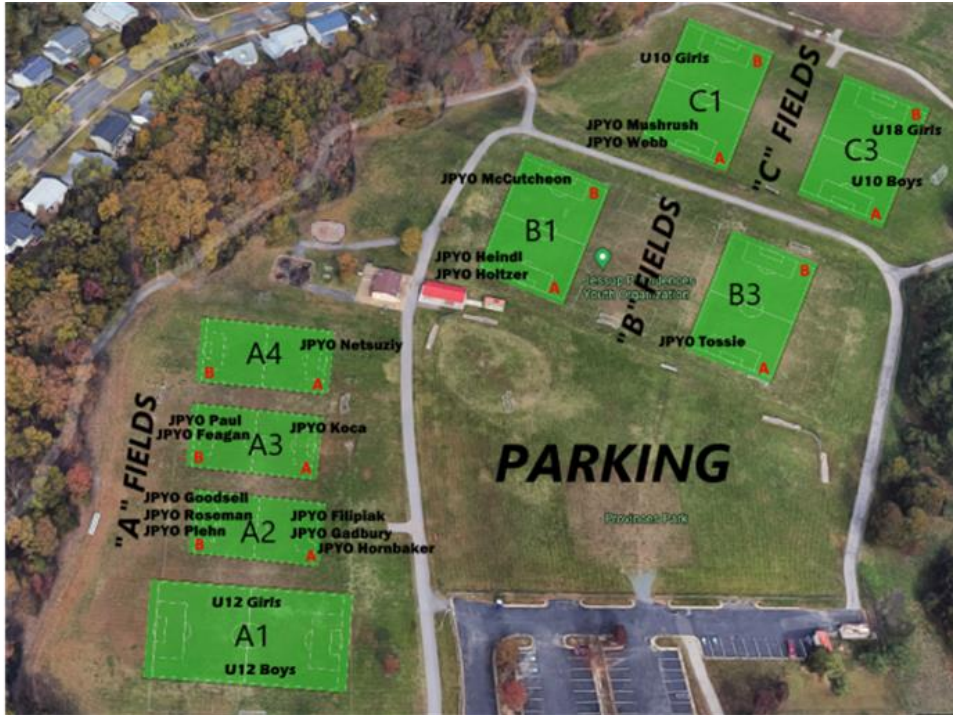 U10 Girls
B
C1
JPYO Mushrush
JPYO Webb
A
"C" FIELDS
B
U18 Girls
C3
U10 Boys
A
JPYO McCutcheon
B
B1
JPYO Heindl
JPYO Holtzer
A
Youth Organization
"B" FIELDS
B
B3
JPYO Tossie
A
A4
JPYO Netsuziy
B
A
"A" FIELDS
JPYO Paul
JPYO Feagan
A3
JPYO Koca
B
A
JPYO Goodsell
JPYO Roseman
JPYO Plehn
A2
JPYO Filipiak
JPYO Gadbury
JPYO Hornbaker
B
A
PARKING
Provinces Park
U12 Girls
A1
U12 Boys